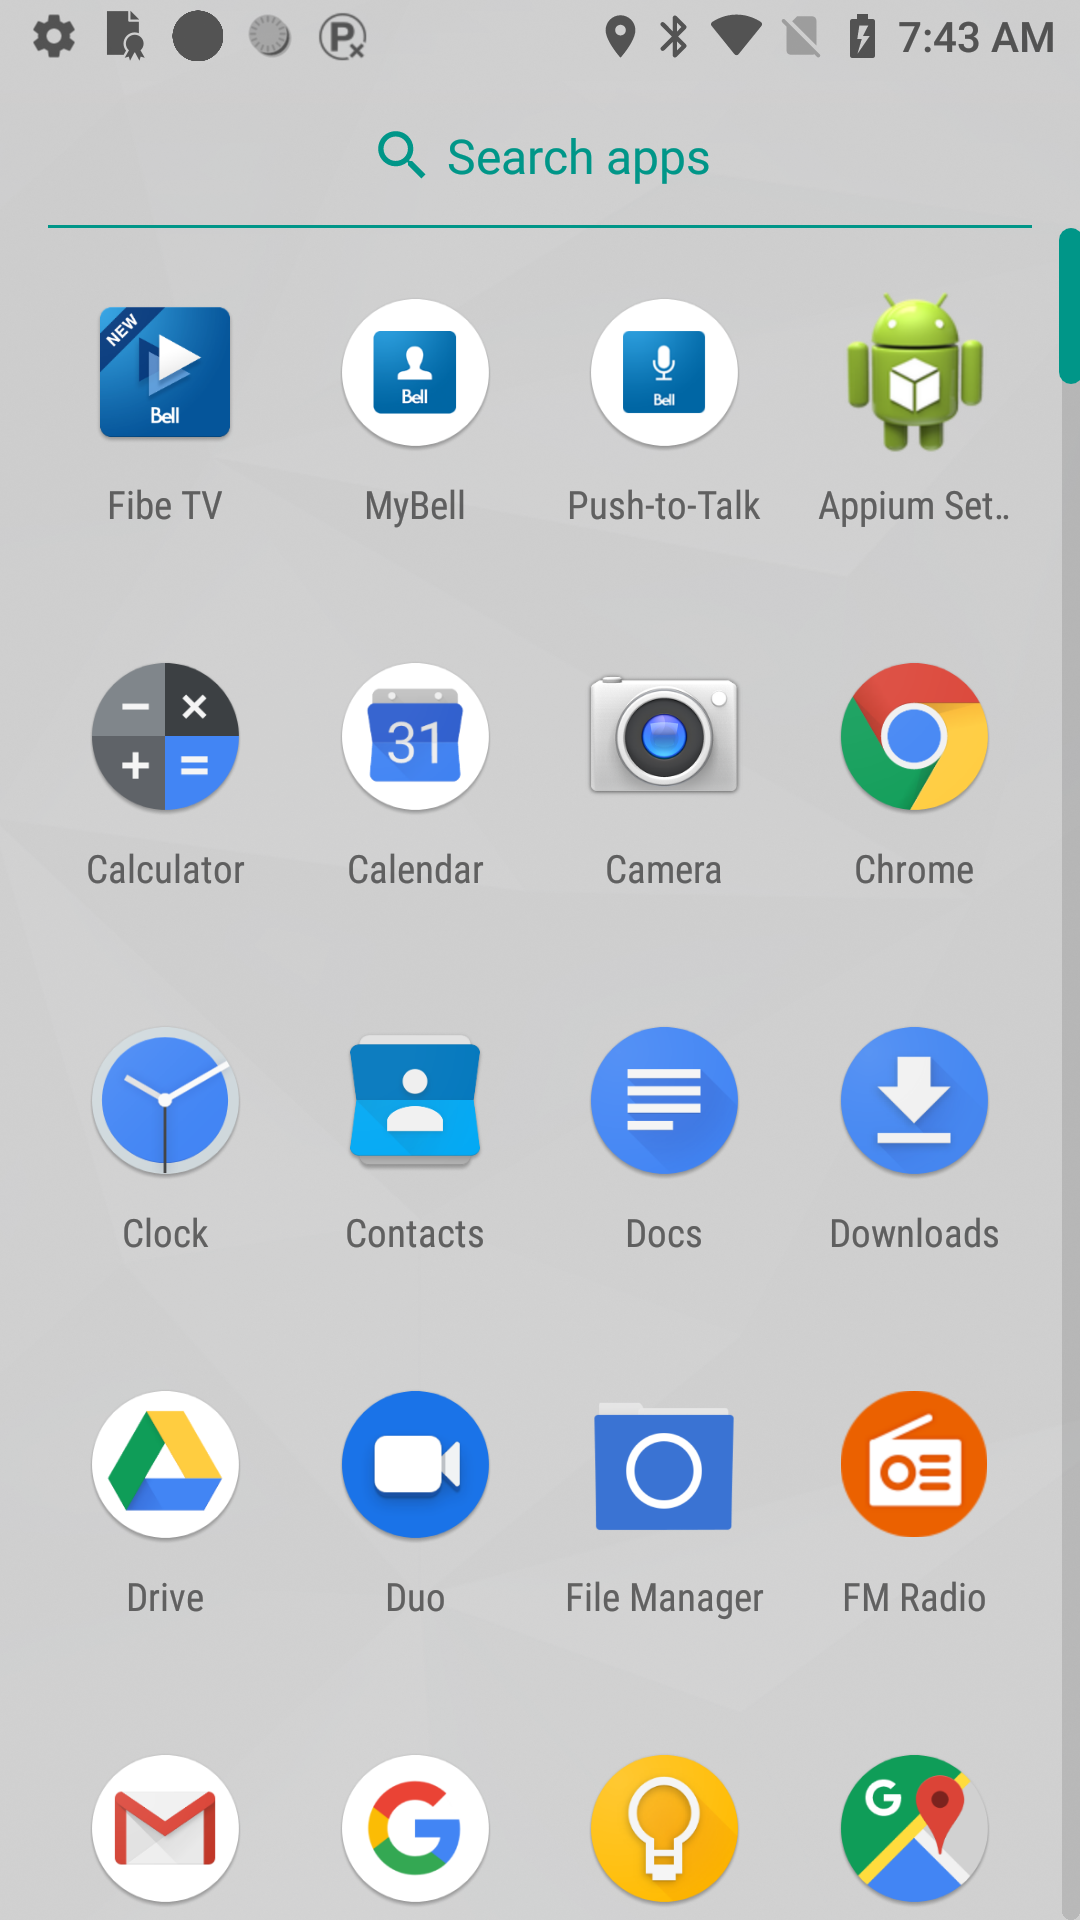 7:43 AM
Search apps
NEW
Bell
Bell
Bell
Fibe TV
MyBell
Push-to-Talk
Appium Set..
31
Calculator
Calendar
Camera
Chrome
Clock
Contacts
Docs
Downloads
Drive
Duo
File Manager
FM Radio